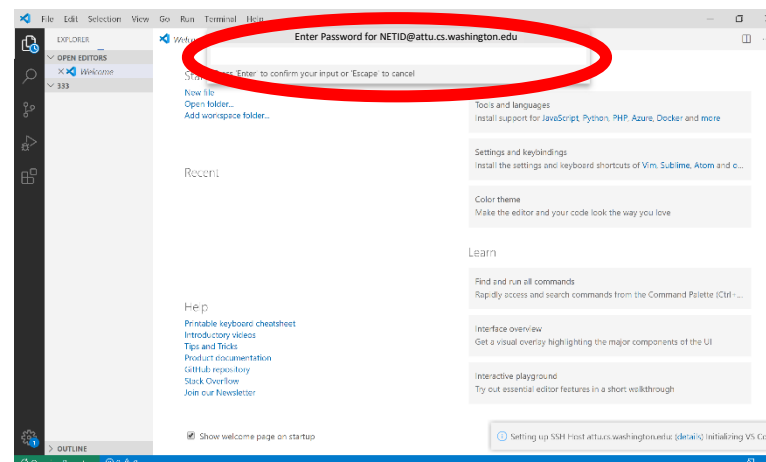 File Edit Selection View Go Run Terminal Help
EXPLORER
OPEN EDITORS
Welcome
333
OUTLINE
Enter Password for NETID@attu.cs.washington.edu
'Enter' to confirm your input or 'Escape' to cancel
New file
Open folder...
Add workspace folder...
Recent
Help
Printable keyboard cheatsheet
Introductory videos
Tips and Tricks
Product documentation
GitHub repository
Stack Overflow
Join our Newsletter
Show welcome page on startup
Tools and languages
Install support for JavaScript, Python, PHP, Azure, Docker and more
Settings and keybindings
Install the settings and keyboard shortcuts of Vim, Sublime, Atom and o...
Color theme
Make the editor and your code look the way you love
Learn
Find and run all commands
Rapidly access and search commands from the Command Palette (Ctrl+...
Interface overview
Get a visual overlay highlighting the major components of the UI
Interactive playground
Try out essential editor features in a short walkthrough
Setting up SSH Host attu.cs.washington.edu: (details) Initializing VS Co